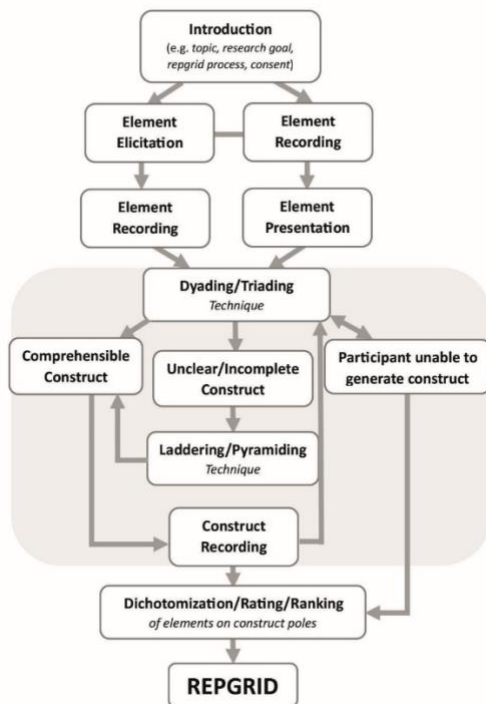 Introduction
(e.g. topic, research goal,
repgrid process, consent)
Element
Elicitation
Element
Recording
Element
Recording
Element
Presentation
Dyading/Triading
Technique
Comprehensible
Construct
Unclear/Incomplete
Construct
Participant unable to
generate construct
Laddering/Pyramiding
Technique
Construct
Recording
Dichotomization/Rating/Ranking
of elements on construct poles
REPGRID